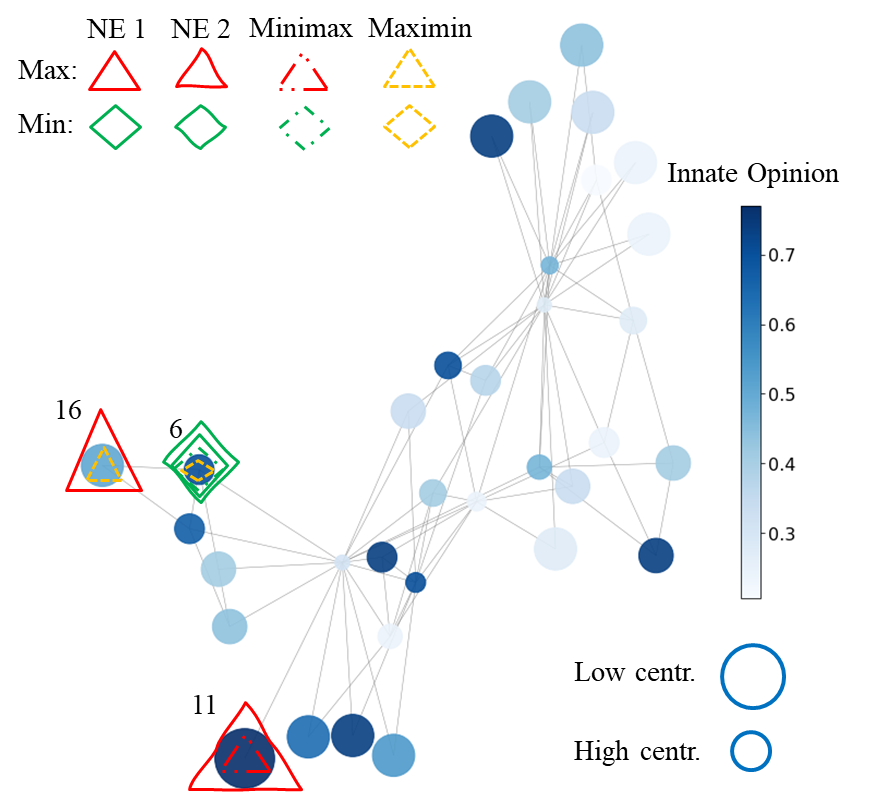 NE 1 NE 2 Minimax Maximin
Max:
Min:
Innate Opinion
0.7
0.6
0.5
0.4
0.3
16
6
11
Low centr.
High centr.